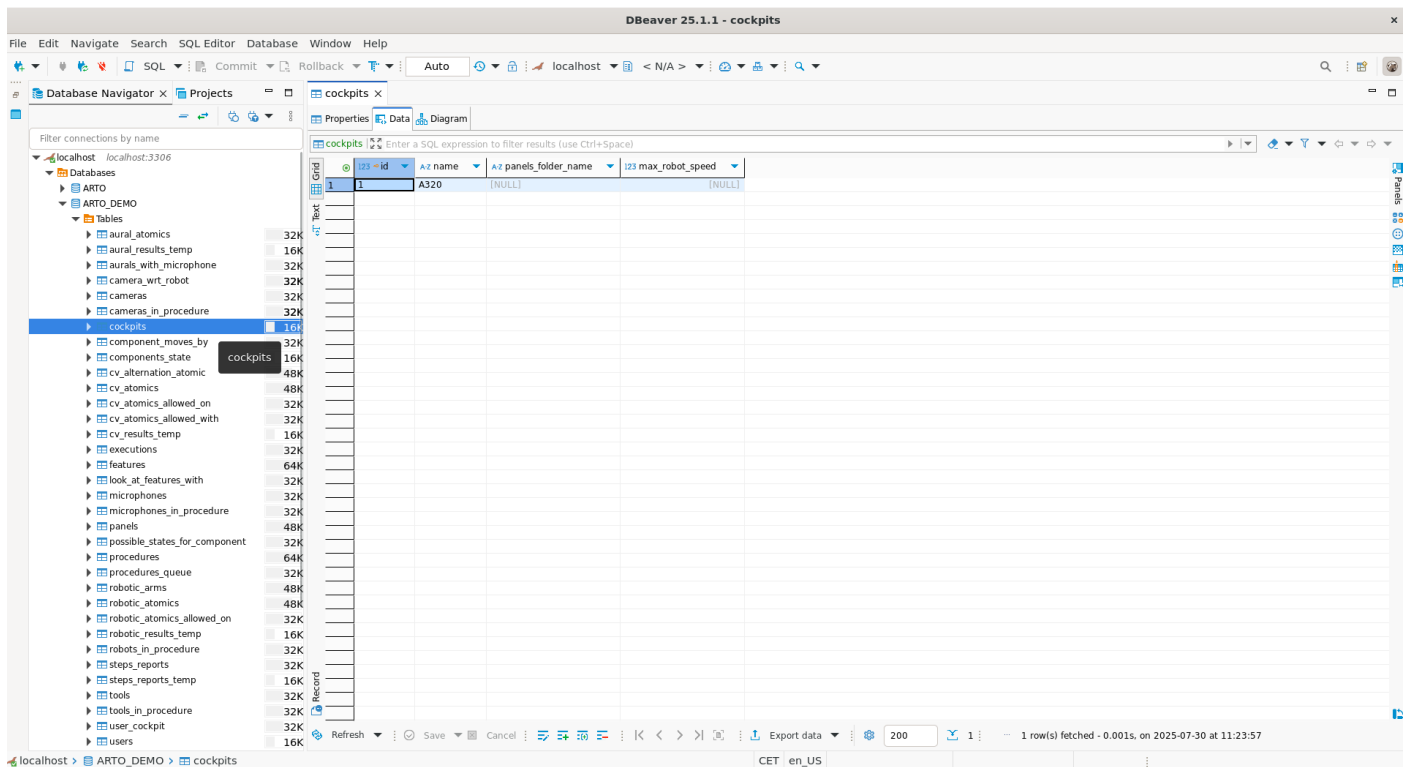 DBeaver 25.1.1 - cockpits
File Edit Navigate Search SQL Editor Database Window Help
SQL Commit Rollback Auto localhost < N/A >
Database Navigator Projects
cockpits
Properties Data Diagram
Filter connections by name
cockpits Enter a SQL expression to filter results (use Ctrl+Space)
localhost localhost:3306
Databases
ARTO
ARTO_DEMO
Tables
aural_atomics 32K
aural_results_temp 16K
aurals_with_microphone 32K
camera_wrt_robot 32K
cameras 32K
cameras_in_procedure 32K
cockpits 16K
component_moves_by 32K
components_state 16K
cv_alternation_atomic 48K
cv_atomics 48K
cv_atomics_allowed_on 32K
cv_atomics_allowed_with 32K
cv_results_temp 16K
executions 32K
features 64K
look_at_features_with 32K
microphones 32K
microphones_in_procedure 32K
panels 48K
possible_states_for_component 32K
procedures 64K
procedures_queue 32K
robotic_arms 48K
robotic_atomics 48K
robotic_atomics_allowed_on 32K
robotic_results_temp 16K
robots_in_procedure 32K
steps_reports 32K
steps_reports_temp 16K
tools 32K
tools_in_procedure 32K
user_cockpit 32K
users 16K
cockpits
Grid
Text
Record
123 id A-Z name A-Z panels_folder_name 123 max_robot_speed
1 1 A320 [NULL] [NULL]
Panels
Refresh Save Cancel Export data 200 1 1 row(s) fetched - 0.001s, on 2025-07-30 at 11:23:57
localhost > ARTO_DEMO > cockpits CET en_US